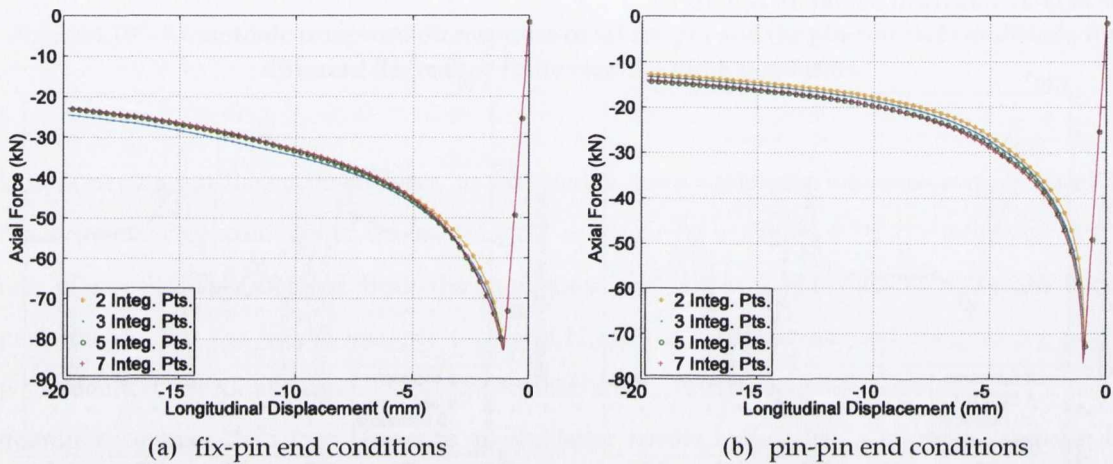 0
-10
-20
-30
-40
-50
-60
-70
-80
-90
-20
-15
-10
-5
0
Axial Force (kN)
Longitudinal Displacement (mm)
2 Integ. Pts.
3 Integ. Pts.
5 Integ. Pts.
7 Integ. Pts.
(a) fix-pin end conditions
0
-10
-20
-30
-40
-50
-60
-70
80
-20
-15
-10
-5
0
Axial Force (kN)
Longitudinal Displacement (mm)
2 Integ. Pts.
3 Integ. Pts.
5 Integ. Pts.
7 Integ. Pts.
(b) pin-pin end conditions